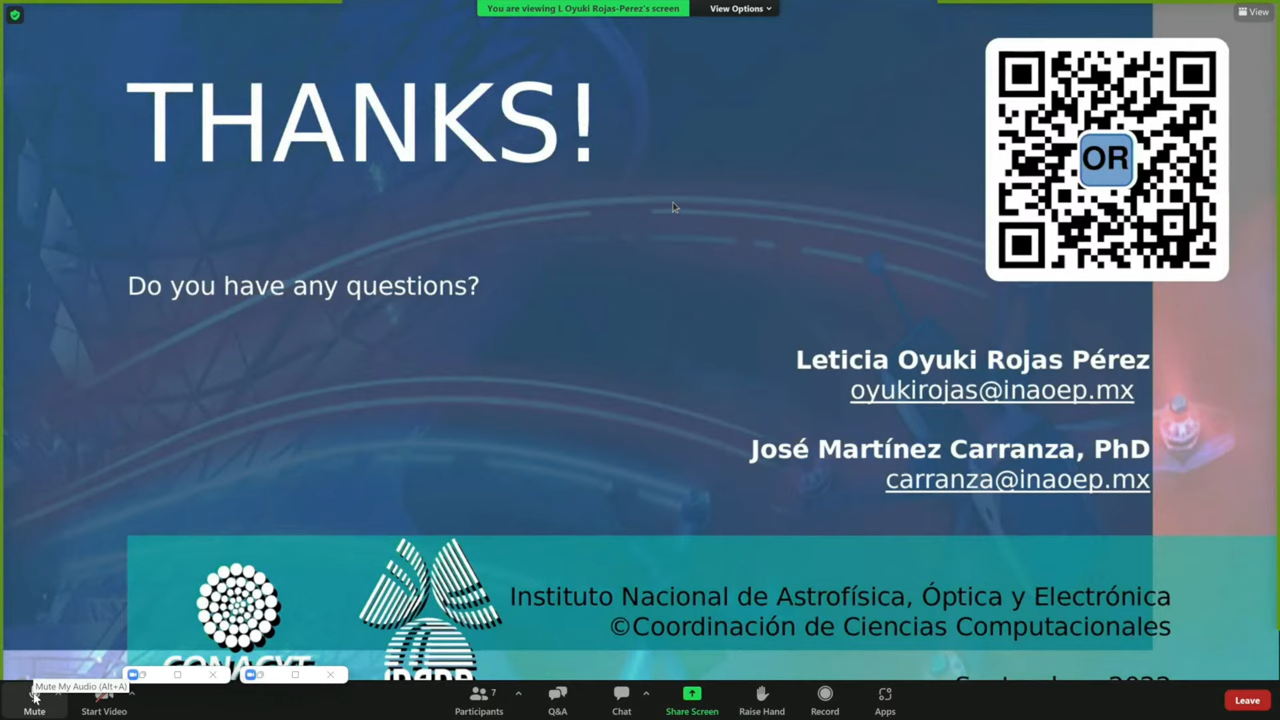 You are viewing L Oyuki Rojas-Perez's screen
View Options
View
THANKS!
OR
Do you have any questions?
Leticia Oyuki Rojas Pérez
oyukirojas@inaoep.mx
José Martínez Carranza, PhD
carranza@inaoep.mx
Instituto Nacional de Astrofísica, Óptica y Electrónica
©Coordinación de Ciencias Computacionales
CONACYT
Mute My Audio (Alt+A)
Mute
Start Video
Participants
7
Q&A
Chat
Share Screen
Raise Hand
Record
Apps
Leave